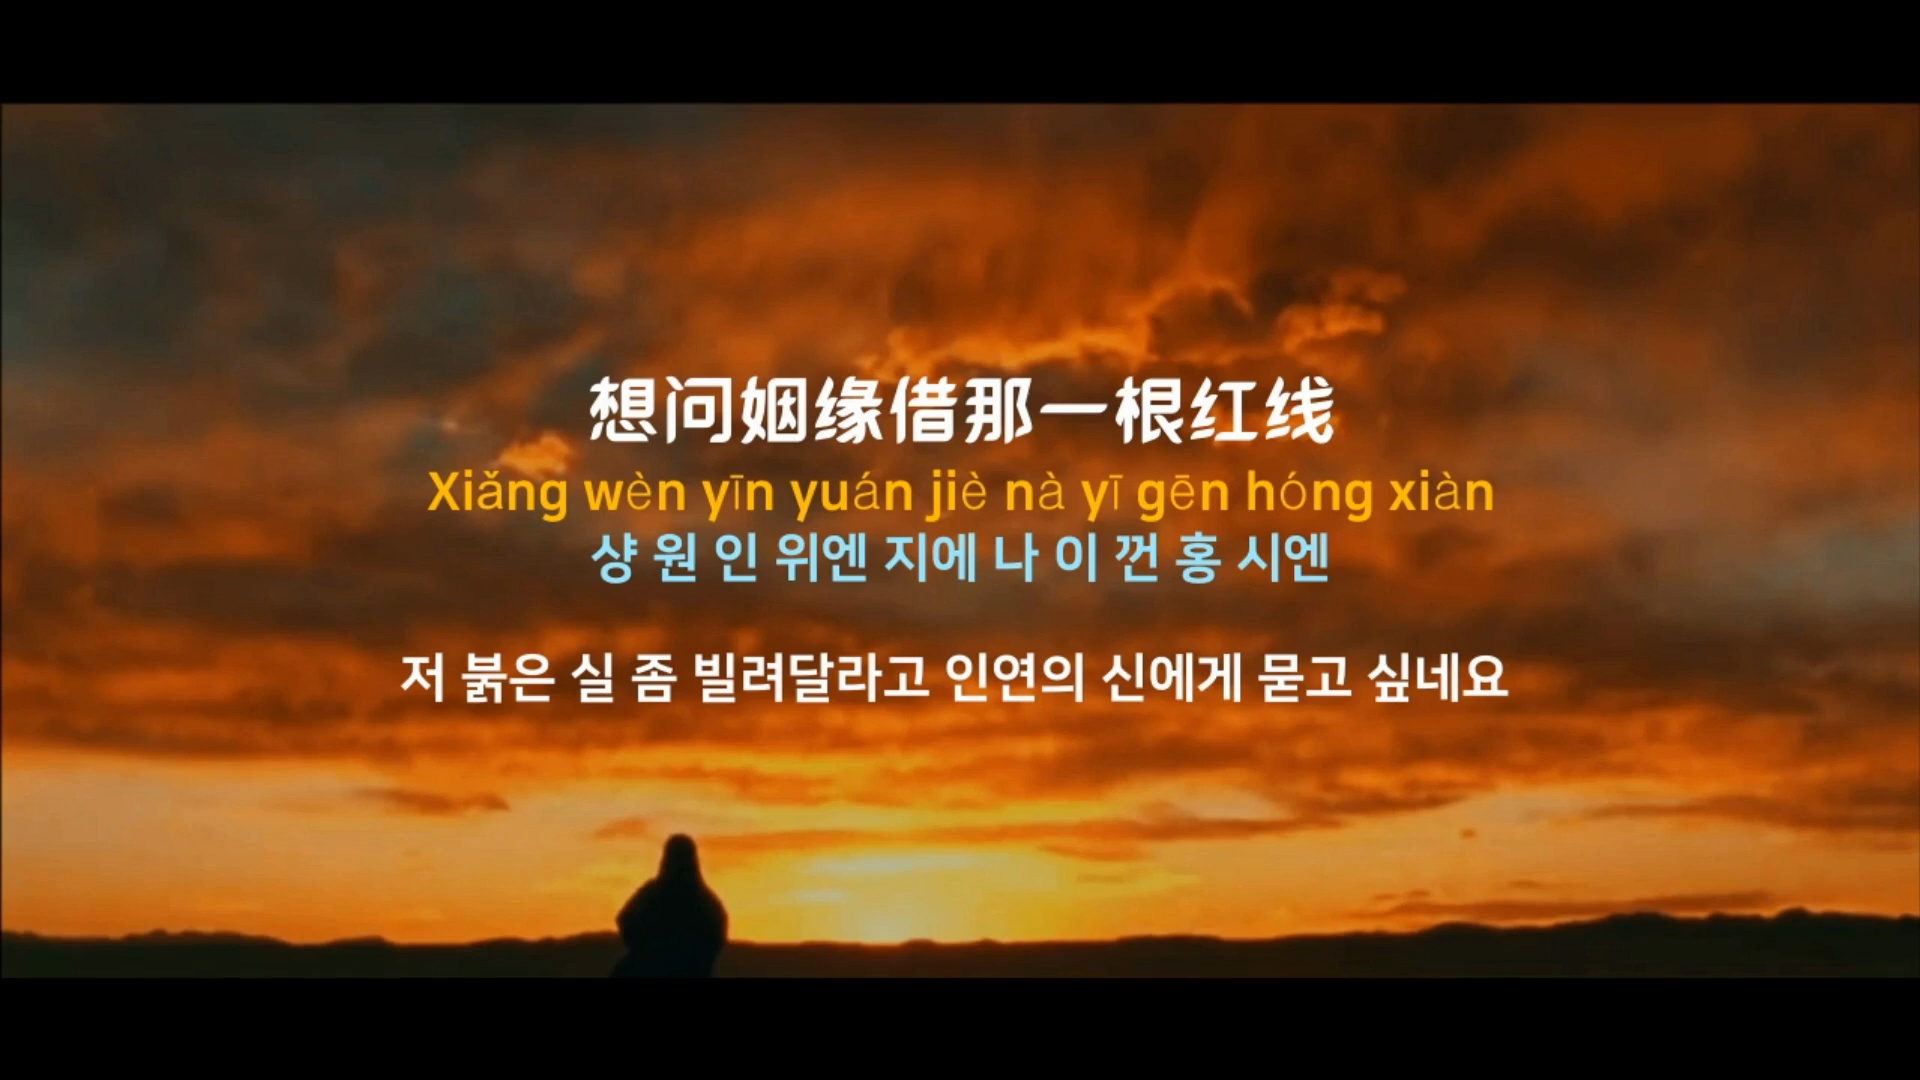 想问姻缘借那一根红线
Xiǎng wèn yīn yuán jiè nà yī gēn hóng xiàn
샹 원 인 위엔 지에 나 이 껀 홍 시엔
저 붉은 실 좀 빌려달라고 인연의 신에게 묻고 싶네요